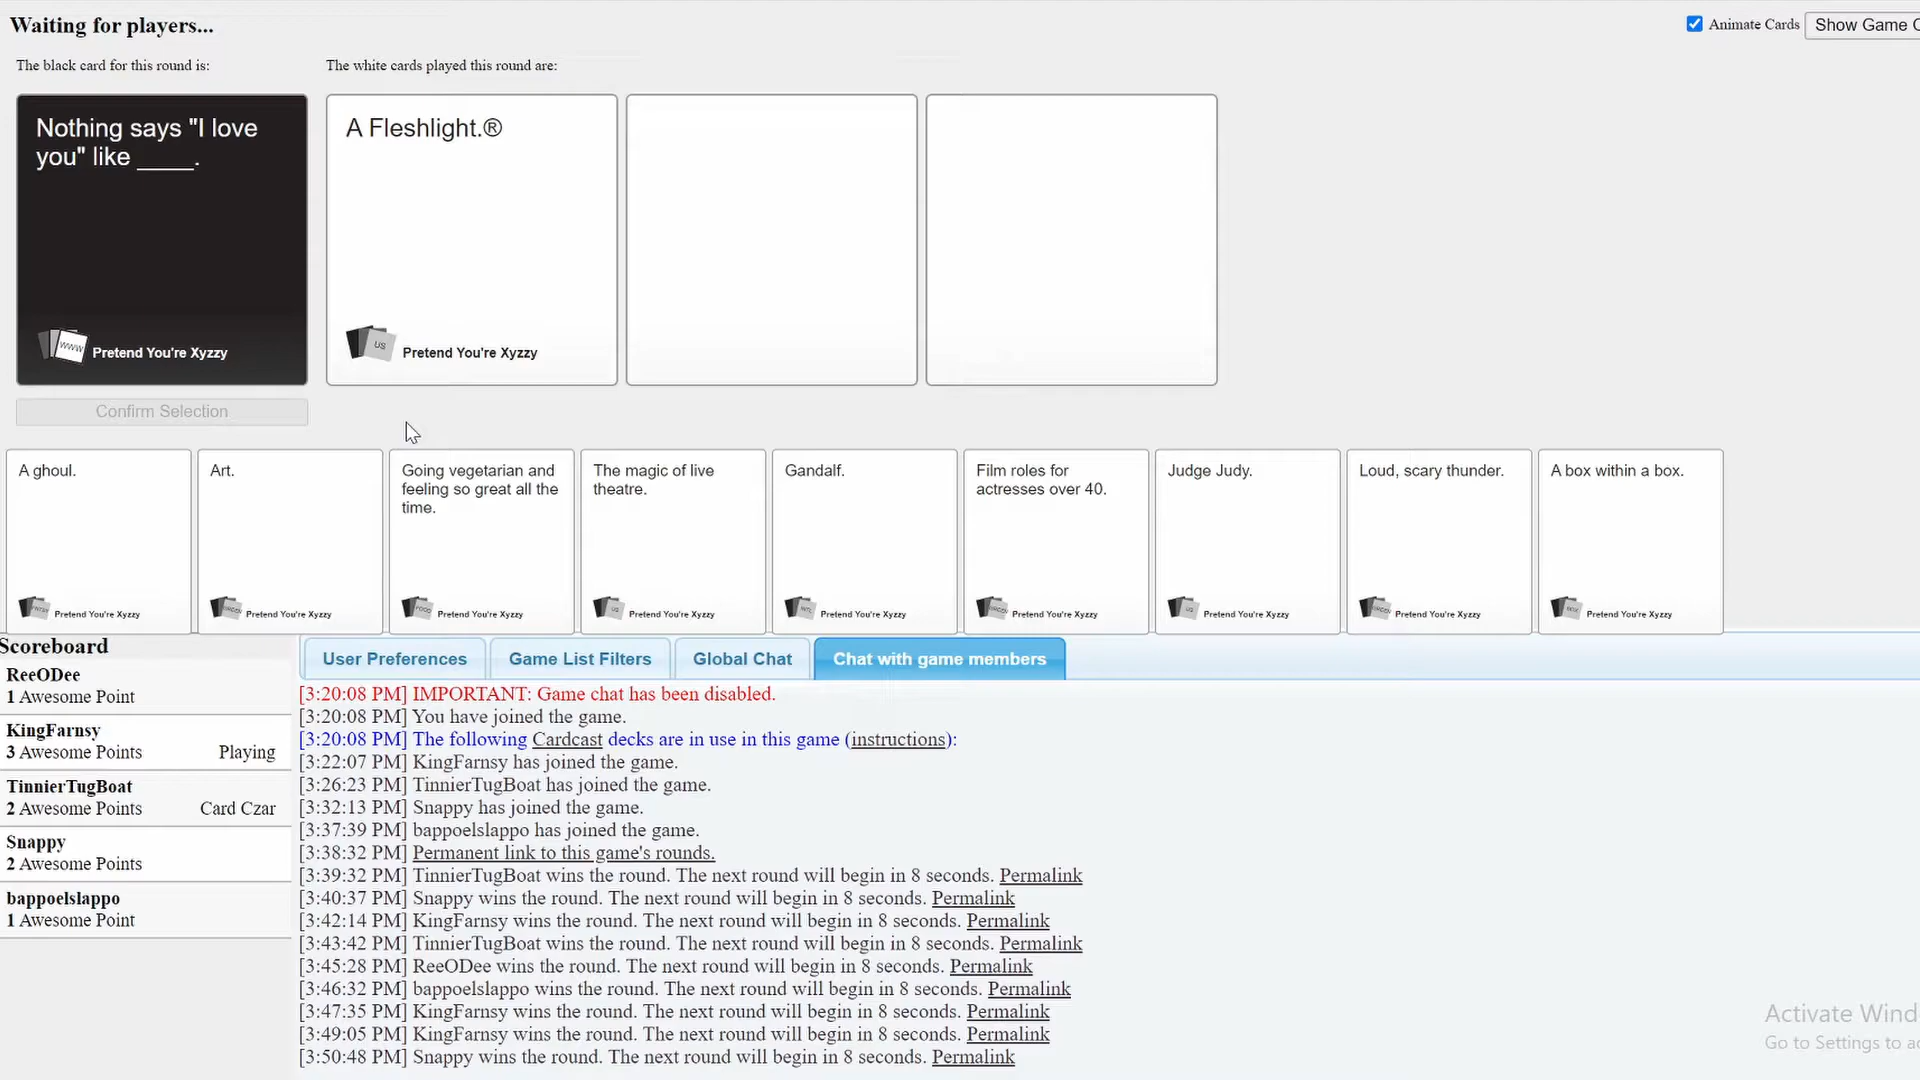 Waiting for players...
Animate Cards
Show Game C
The black card for this round is:
The white cards played this round are:
Nothing says "I love
you" like ____.
WWW
Pretend You're Xyzzy
A Fleshlight.®
US
Pretend You're Xyzzy
Confirm Selection
A ghoul.
Pretend You're Xyzzy
Art.
Pretend You're Xyzzy
Going vegetarian and
feeling so great all the
time.
Pretend You're Xyzzy
The magic of live
theatre.
Pretend You're Xyzzy
Gandalf.
Pretend You're Xyzzy
Film roles for
actresses over 40.
Pretend You're Xyzzy
Judge Judy.
Pretend You're Xyzzy
Loud, scary thunder.
Pretend You're Xyzzy
A box within a box.
Pretend You're Xyzzy
Scoreboard
ReeODee
1 Awesome Point
KingFarnsy
3 Awesome Points Playing
TinnierTugBoat
2 Awesome Points Card Czar
Snappy
2 Awesome Points
bappoelslappo
1 Awesome Point
User Preferences
Game List Filters
Global Chat
Chat with game members
[3:20:08 PM] IMPORTANT: Game chat has been disabled.
[3:20:08 PM] You have joined the game.
[3:20:08 PM] The following Cardcast decks are in use in this game (instructions):
[3:22:07 PM] KingFarnsy has joined the game.
[3:26:23 PM] TinnierTugBoat has joined the game.
[3:32:13 PM] Snappy has joined the game.
[3:37:39 PM] bappoelslappo has joined the game.
[3:38:32 PM] Permanent link to this game's rounds.
[3:39:32 PM] TinnierTugBoat wins the round. The next round will begin in 8 seconds. Permalink
[3:40:37 PM] Snappy wins the round. The next round will begin in 8 seconds. Permalink
[3:42:14 PM] KingFarnsy wins the round. The next round will begin in 8 seconds. Permalink
[3:43:42 PM] TinnierTugBoat wins the round. The next round will begin in 8 seconds. Permalink
[3:45:28 PM] ReeODee wins the round. The next round will begin in 8 seconds. Permalink
[3:46:32 PM] bappoelslappo wins the round. The next round will begin in 8 seconds. Permalink
[3:47:35 PM] KingFarnsy wins the round. The next round will begin in 8 seconds. Permalink
[3:49:05 PM] KingFarnsy wins the round. The next round will begin in 8 seconds. Permalink
[3:50:48 PM] Snappy wins the round. The next round will begin in 8 seconds. Permalink
Activate Wind
Go to Settings to ac